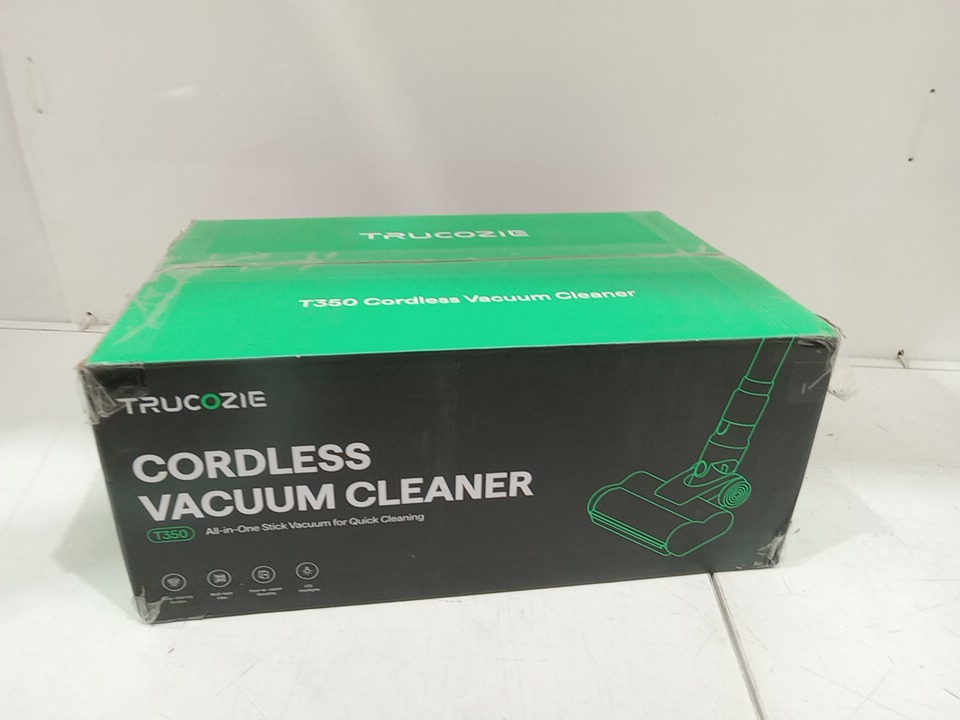 TRUCOZIE
T350 Cordless Vacuum Cleaner
TRUCOZIE
CORDLESS
VACUUM CLEANER
T350
All-in-One Stick Vacuum for Quick Cleaning